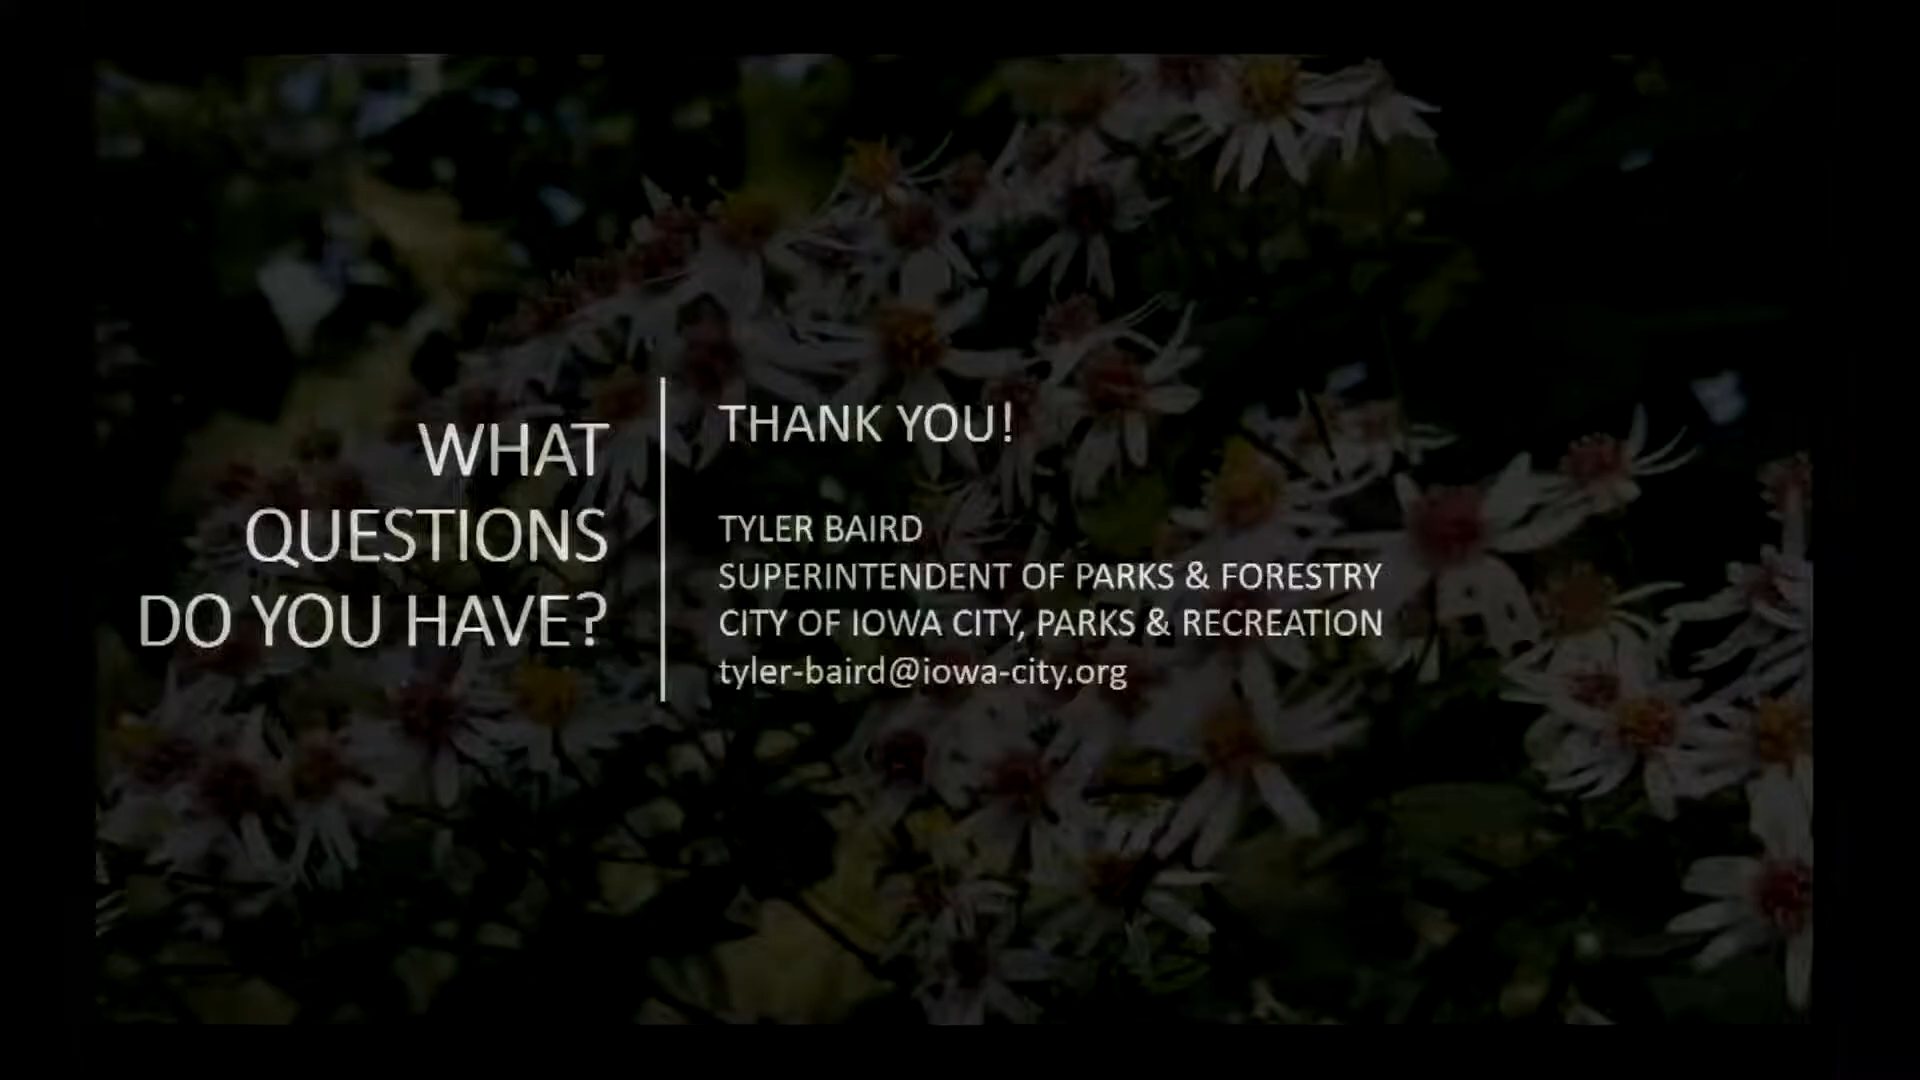 WHAT
QUESTIONS
DO YOU HAVE?
THANK YOU!
TYLER BAIRD
SUPERINTENDENT OF PARKS & FORESTRY
CITY OF IOWA CITY, PARKS & RECREATION
tyler-baird@iowa-city.org